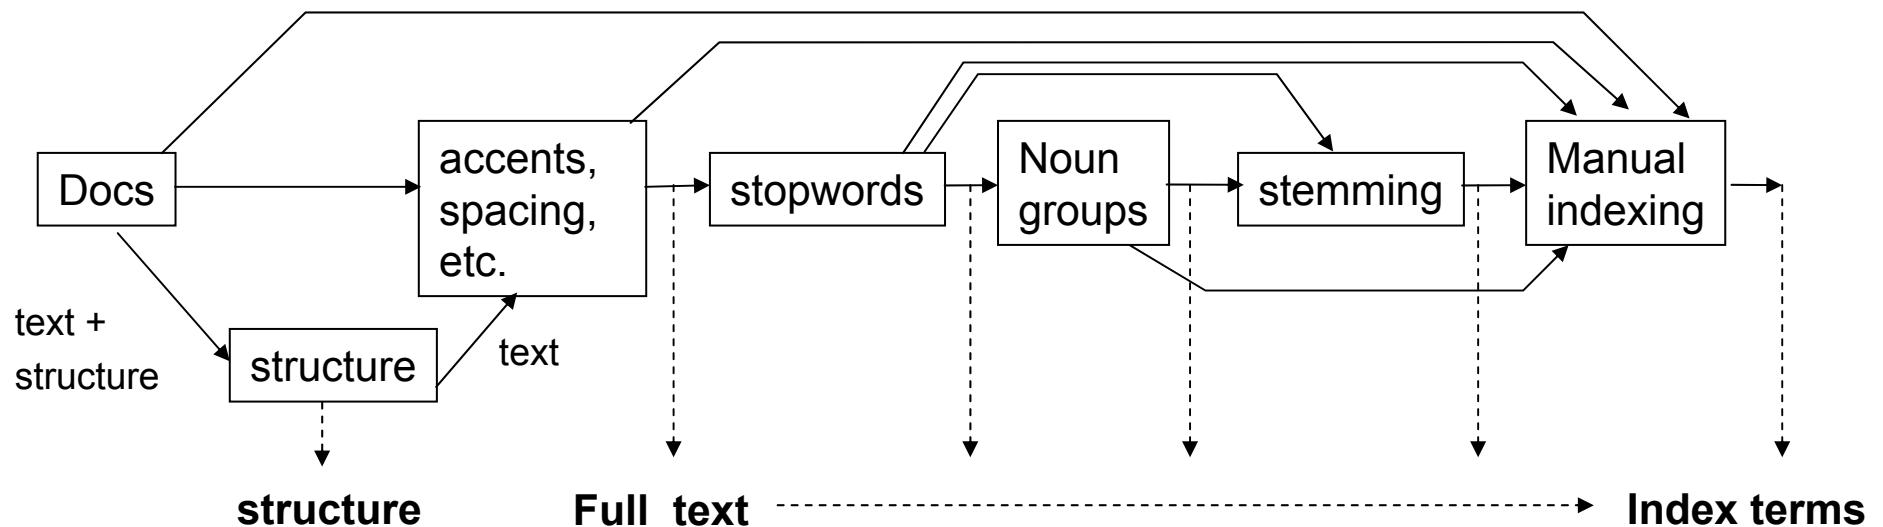 Docs
accents,
spacing,
etc.
stopwords
Noun
groups
stemming
Manual
indexing
text +
structure
structure
text
structure
Full text
Index terms